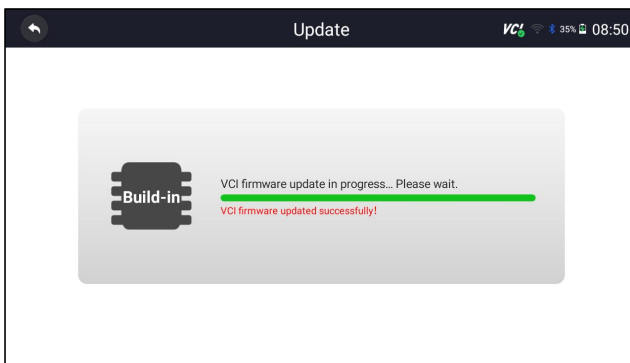 Update
VCI 35% 08:50
Build-in
VCI firmware update in progress... Please wait.
VCI firmware updated successfully!